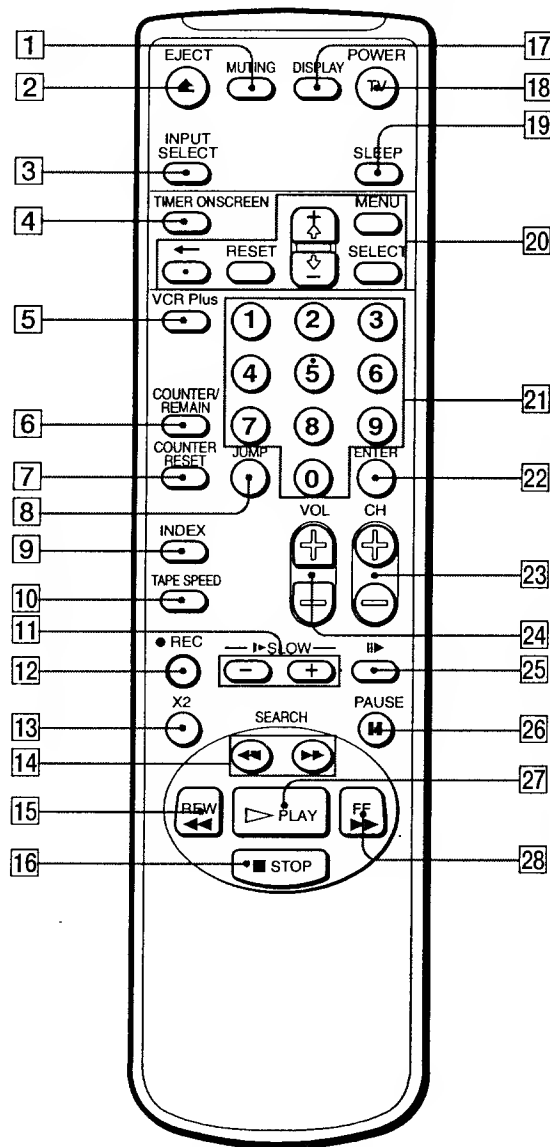 1 17
EJECT POWER
MUTING DISPLAY
2 TV 18
19
INPUT
SELECT SLEEP
3
TIMER ONSCREEN MENU
4 + 20
← RESET SELECT
−
VCR Plus
5 1 2 3
4 5 6
COUNTER/
REMAIN
6 7 8 9 21
COUNTER
RESET JUMP ENTER
7 0 22
8 VOL CH
INDEX
9 + + 23
TAPE SPEED
10 − − 24
11 SLOW
● REC
12 − + 25
X2 PAUSE
13 26
SEARCH
14 27
15 REW PLAY FF
16 ■ STOP 28